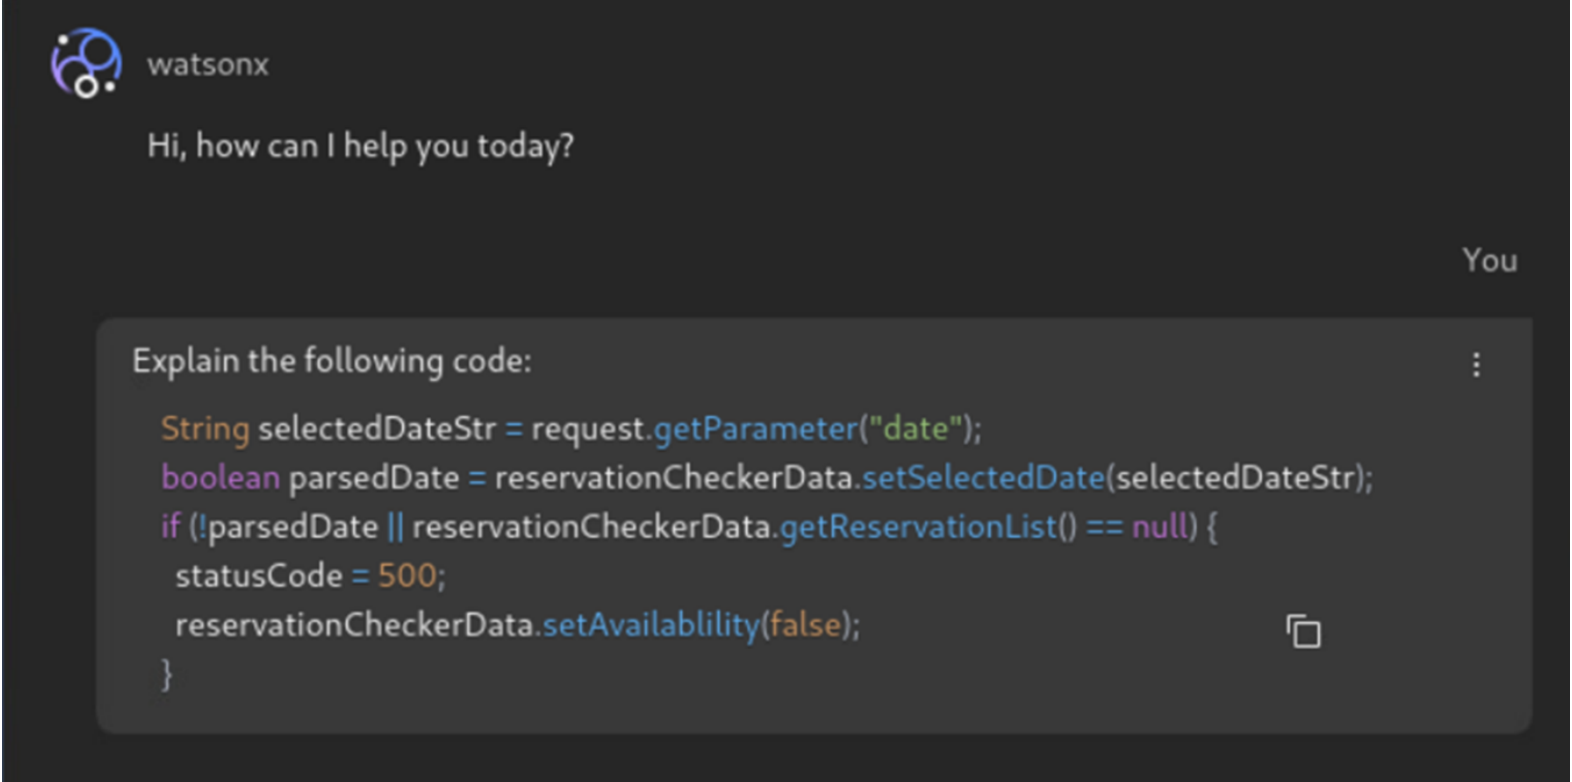 watsonx
Hi, how can I help you today?
You
Explain the following code:
String selectedDateStr = request.getParameter("date");
boolean parsedDate = reservationCheckerData.setSelectedDate(selectedDateStr);
if (!parsedDate || reservationCheckerData.getReservationList() == null) {
statusCode = 500;
reservationCheckerData.setAvailablility(false);
}